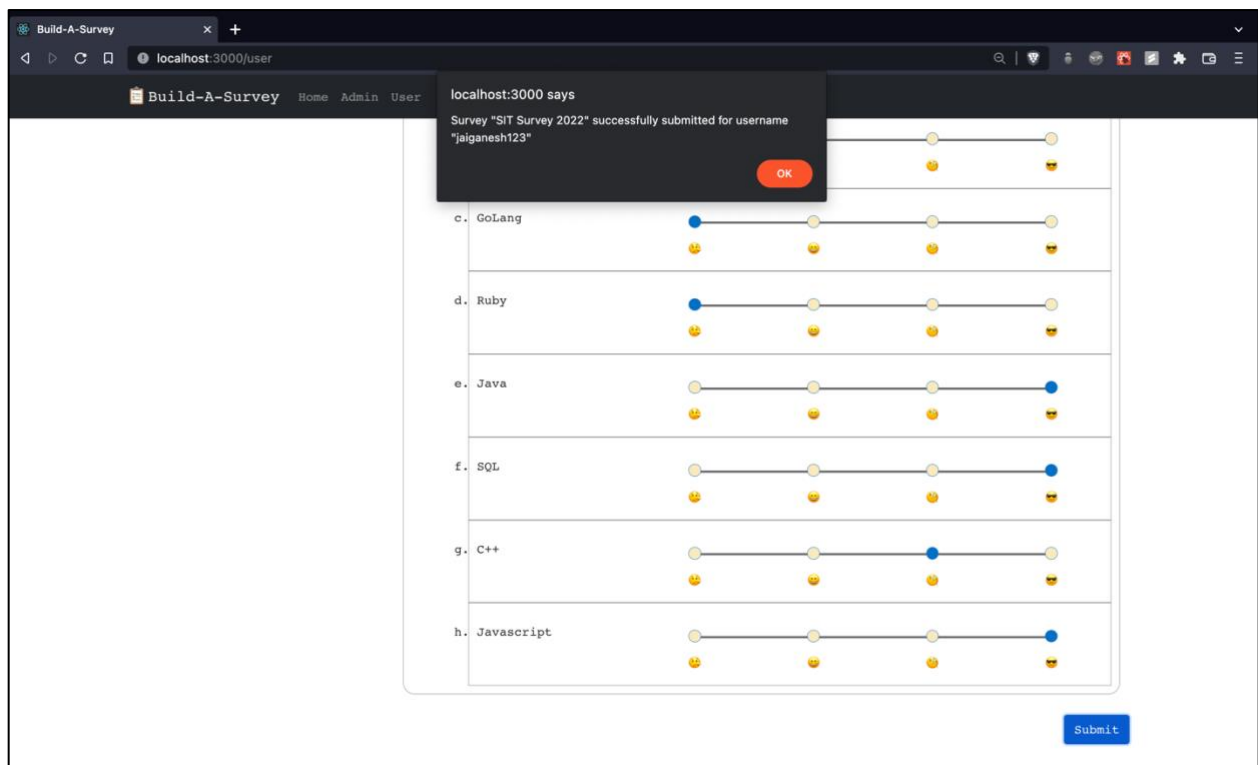 Build-A-Survey
localhost:3000/user
Build-A-Survey Home Admin User
localhost:3000 says
Survey "SIT Survey 2022" successfully submitted for username
"jaiganesh123"
OK
c. GoLang
d. Ruby
e. Java
f. SQL
g. C++
h. Javascript
Submit